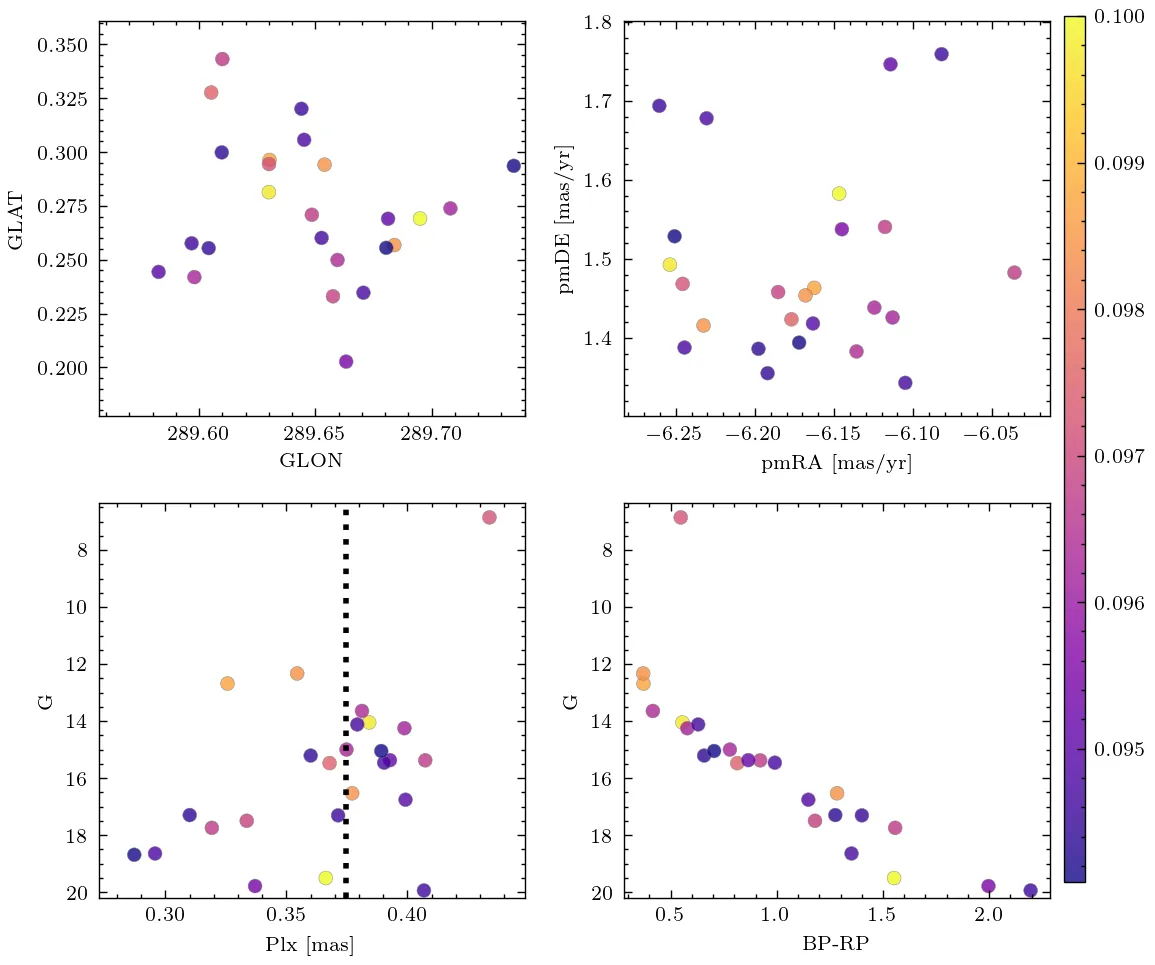 0.350
0.325
0.300
0.275
0.250
0.225
0.200
GLAT
289.60 289.65 289.70
GLON
1.8
1.7
1.6
1.5
1.4
pmDE [mas/yr]
−6.25 −6.20 −6.15 −6.10 −6.05
pmRA [mas/yr]
8
10
12
14
16
18
20
G
0.30 0.35 0.40
Plx [mas]
8
10
12
14
16
18
20
G
0.5 1.0 1.5 2.0
BP-RP
0.100
0.099
0.098
0.097
0.096
0.095